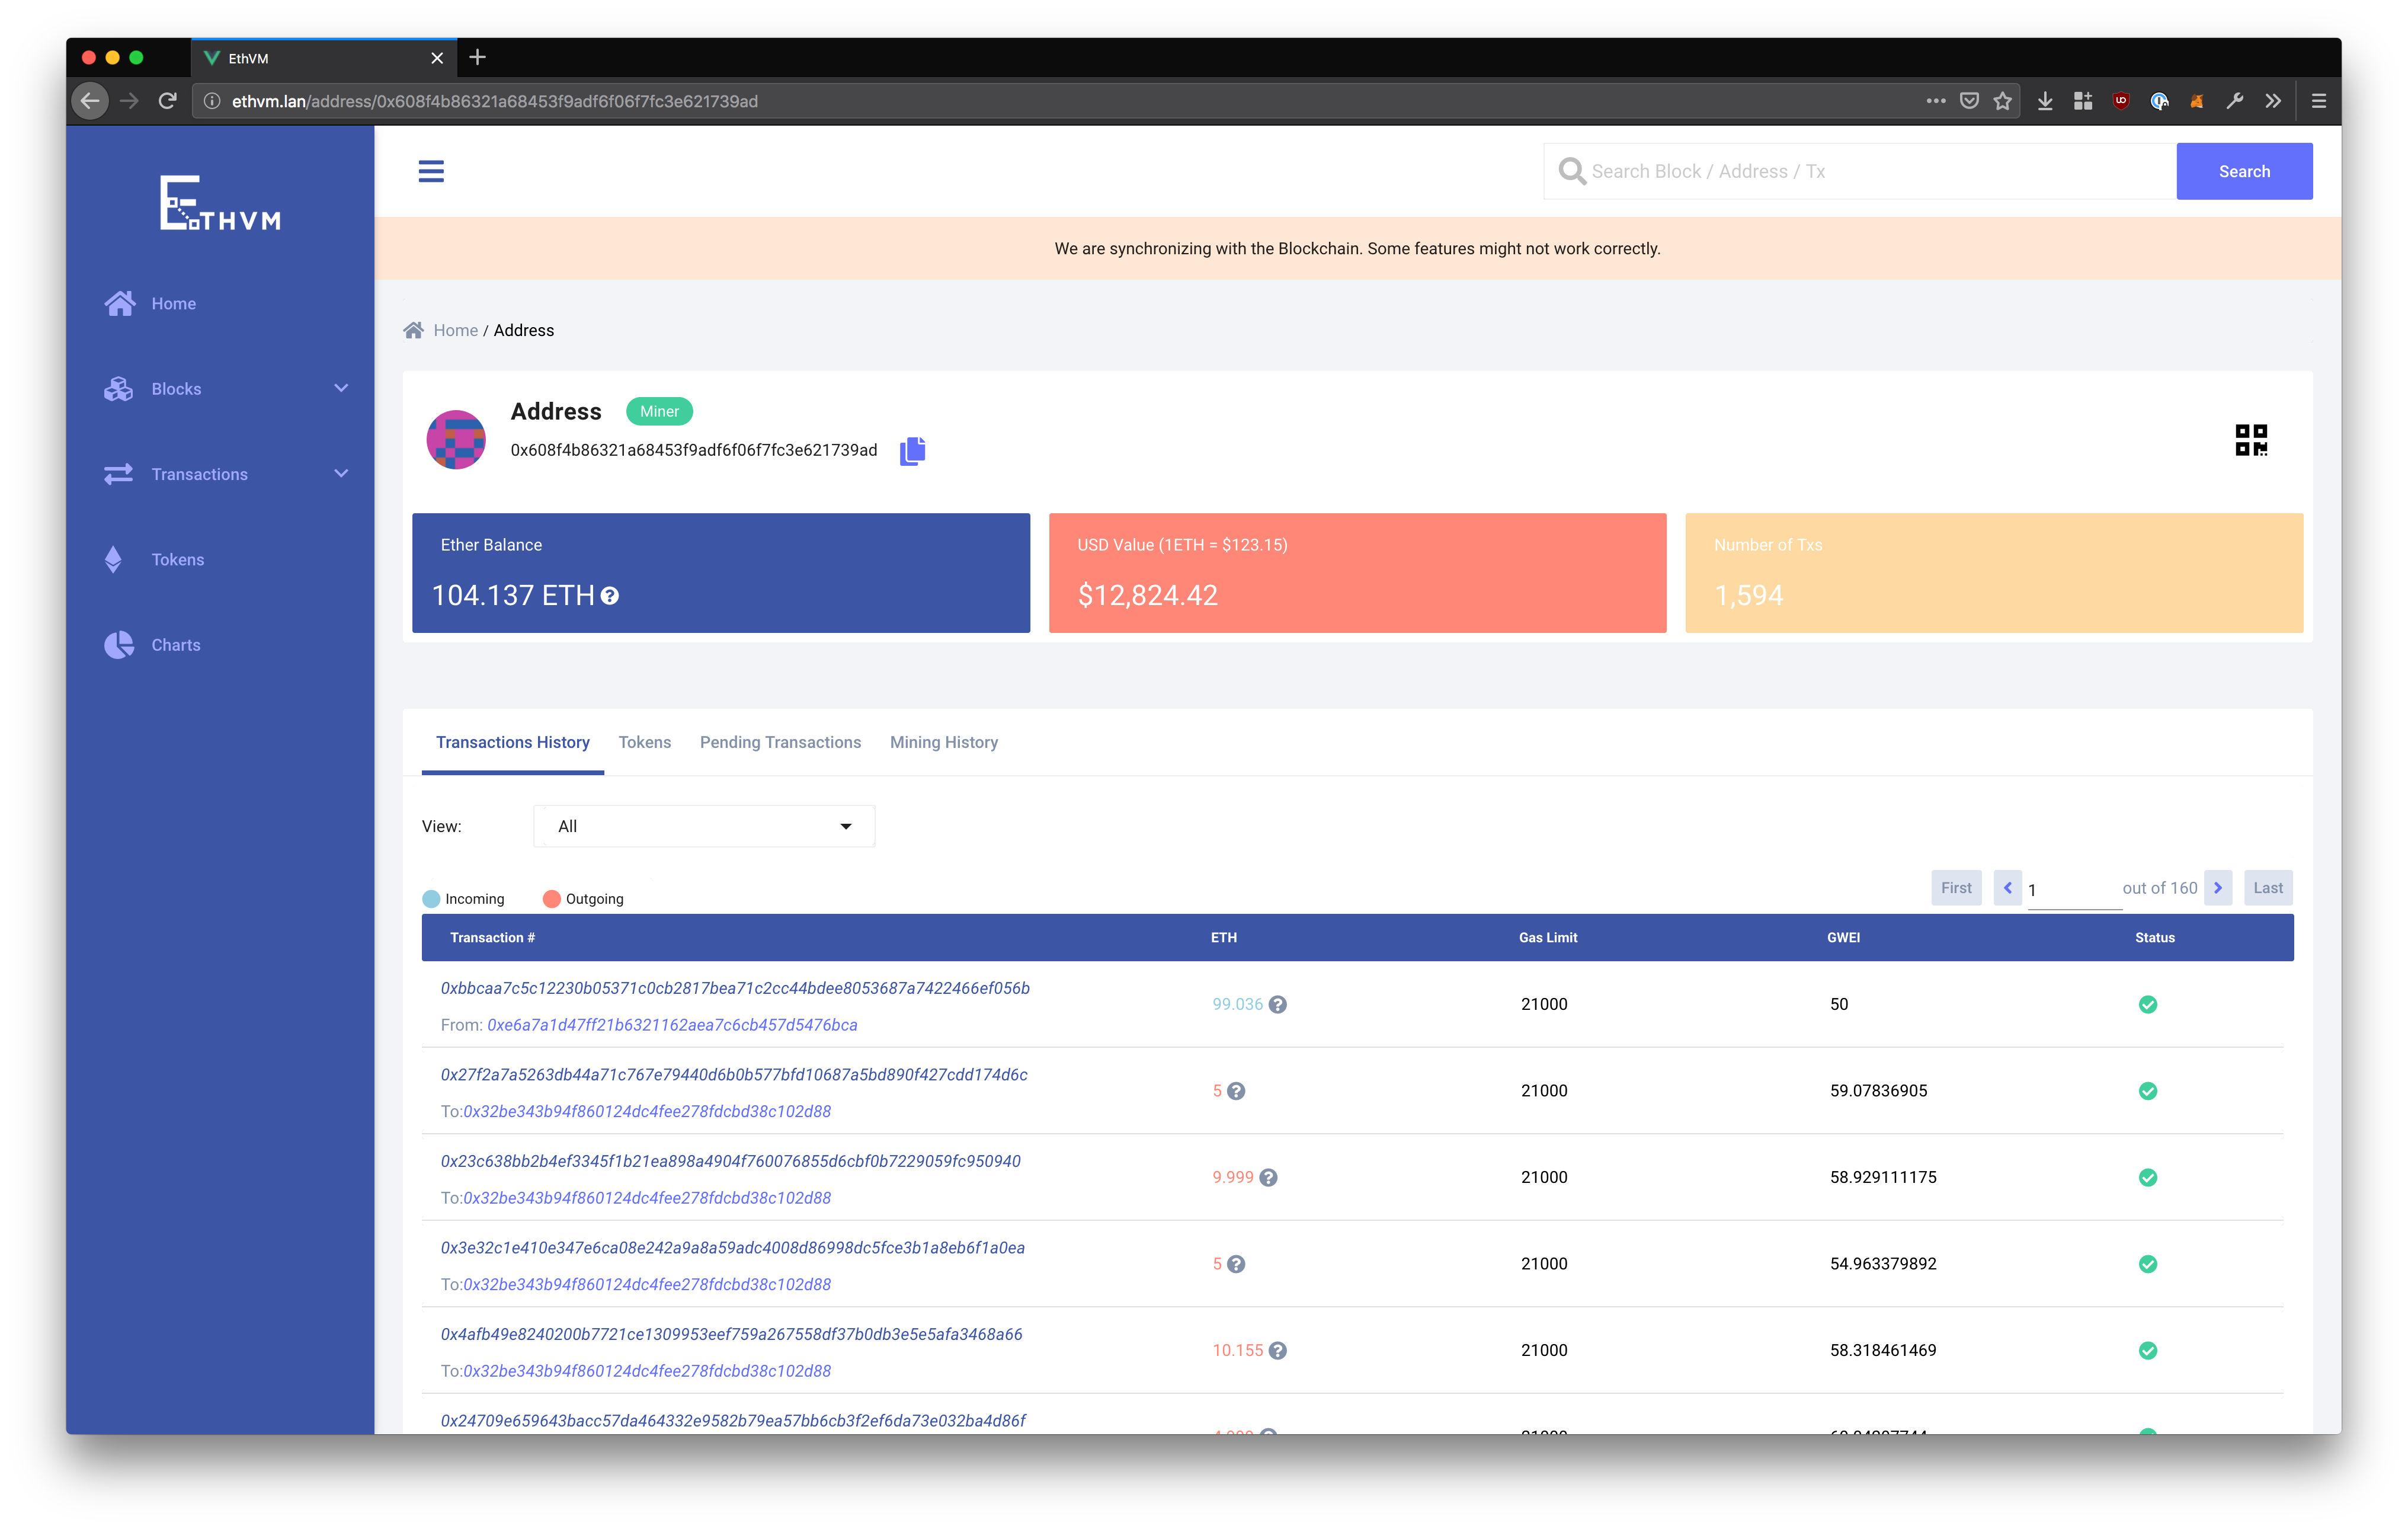 EthVM
ethvm.lan/address/0x608f4b86321a68453f9adf6f06f7fc3e621739ad
ETHVM
Search Block / Address / Tx
Search
We are synchronizing with the Blockchain. Some features might not work correctly.
Home
Blocks
Transactions
Tokens
Charts
Home / Address
Address
Miner
0x608f4b86321a68453f9adf6f06f7fc3e621739ad
Ether Balance
104.137 ETH
USD Value (1ETH = $123.15)
$12,824.42
Number of Txs
1,594
Transactions History
Tokens
Pending Transactions
Mining History
View:
All
Incoming
Outgoing
First
1
out of 160
Last
Transaction # ETH Gas Limit GWEI Status
0xbbcaa7c5c12230b05371c0cb2817bea71c2cc44bdee8053687a7422466ef056b
From: 0xe6a7a1d47ff21b6321162aea7c6cb457d5476bca
99.036 21000 50
0x27f2a7a5263db44a71c767e79440d6b0b577bfd10687a5bd890f427cdd174d6c
To:0x32be343b94f860124dc4fee278fdcbd38c102d88
5 21000 59.07836905
0x23c638bb2b4ef3345f1b21ea898a4904f760076855d6cbf0b7229059fc950940
To:0x32be343b94f860124dc4fee278fdcbd38c102d88
9.999 21000 58.929111175
0x3e32c1e410e347e6ca08e242a9a8a59adc4008d86998dc5fce3b1a8eb6f1a0ea
To:0x32be343b94f860124dc4fee278fdcbd38c102d88
5 21000 54.963379892
0x4afb49e8240200b7721ce1309953eef759a267558df37b0db3e5e5afa3468a66
To:0x32be343b94f860124dc4fee278fdcbd38c102d88
10.155 21000 58.318461469
0x24709e659643bacc57da464332e9582b79ea57bb6cb3f2ef6da73e032ba4d86f